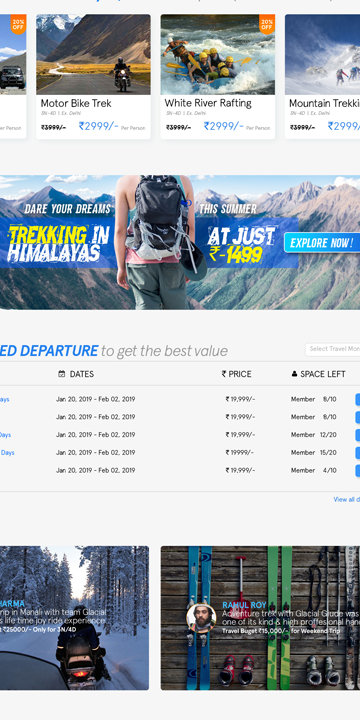 20% OFF
20% OFF
Motor Bike Trek
3N-4D I Ex. Delhi
₹3999/- ₹2999/- Per Person
White River Rafting
3N-4D I Ex. Delhi
₹3999/- ₹2999/- Per Person
Mountain Trekki
3N-4D I Ex. Delhi
₹3999/- ₹2999/-
Per Person
DARE YOUR DREAMS THIS SUMMER
TREKKING IN HIMALAYAS
AT JUST ₹-1499
EXPLORE NOW!
ED DEPARTURE to get the best value
Select Travel Mon
DATES ₹ PRICE SPACE LEFT
ays Jan 20, 2019 - Feb 02, 2019 ₹ 19,999/- Member 8/10
Jan 20, 2019 - Feb 02, 2019 ₹ 19,999/- Member 8/10
Days Jan 20, 2019 - Feb 02, 2019 ₹ 19,999/- Member 12/20
Days Jan 20, 2019 - Feb 02, 2019 ₹ 19999/- Member 15/20
Jan 20, 2019 - Feb 02, 2019 ₹ 19,999/- Member 4/10
View all d
HARMA
rip in Manali with team Glacial
s life time joy ride experience
t ₹25000/- Only for 3N/4D
RAHUL ROY
Adventure trek with Glacial Glude was
one of its kind & high proffesional hand
Travel Buget ₹15,000/- for Weekend Trip